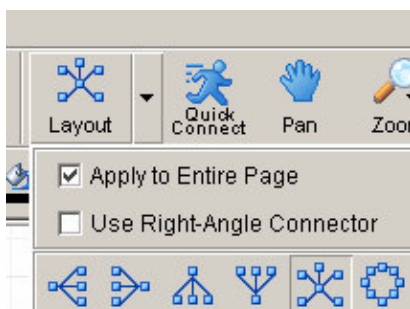 Layout
Quick
Connect
Pan
Apply to Entire Page
Use Right-Angle Connector